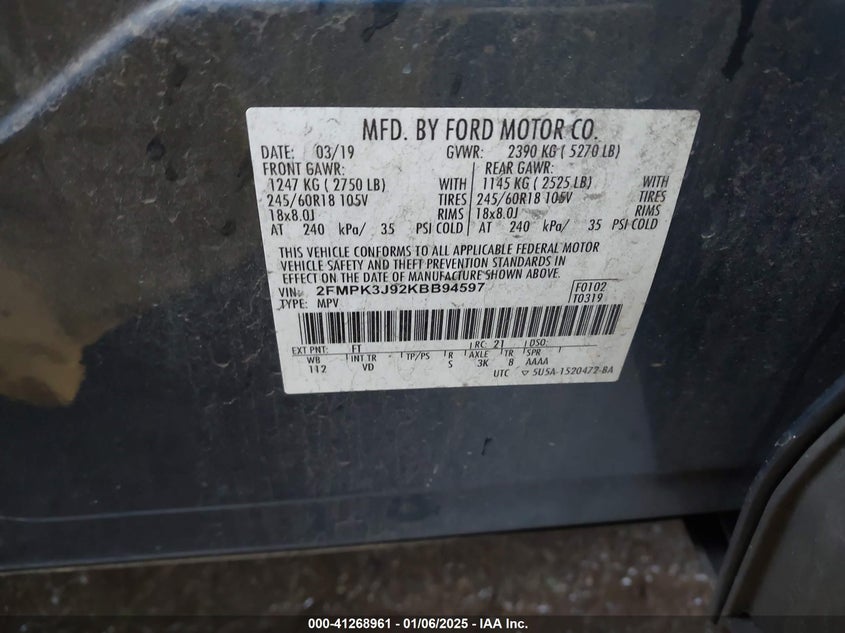 MFD. BY FORD MOTOR CO.
DATE: 03/19 GVWR: 2390 KG ( 5270 LB)
FRONT GAWR: REAR GAWR:
1247 KG ( 2750 LB) WITH 1145 KG ( 2525 LB) WITH
245/60R18 105V TIRES 245/60R18 105V TIRES
18x8.0J RIMS 18x8.0J RIMS
AT 240 kPa/ 35 PSI COLD AT 240 kPa/ 35 PSI COLD
THIS VEHICLE CONFORMS TO ALL APPLICABLE FEDERAL MOTOR
VEHICLE SAFETY AND THEFT PREVENTION STANDARDS IN
EFFECT ON THE DATE OF MANUFACTURE SHOWN ABOVE.
VIN: 2FMPK3J92KBB94597 F0102
TYPE: MPV T0319
EXT PNT: FT RC: 21 DSO:
WB INT TR TP/PS R AXLE TR SPR
112 VD S 3K 8 AAAA
UTC ▽ 5U5A-1520472-BA
000-41268961 - 01/06/2025 - IAA Inc.